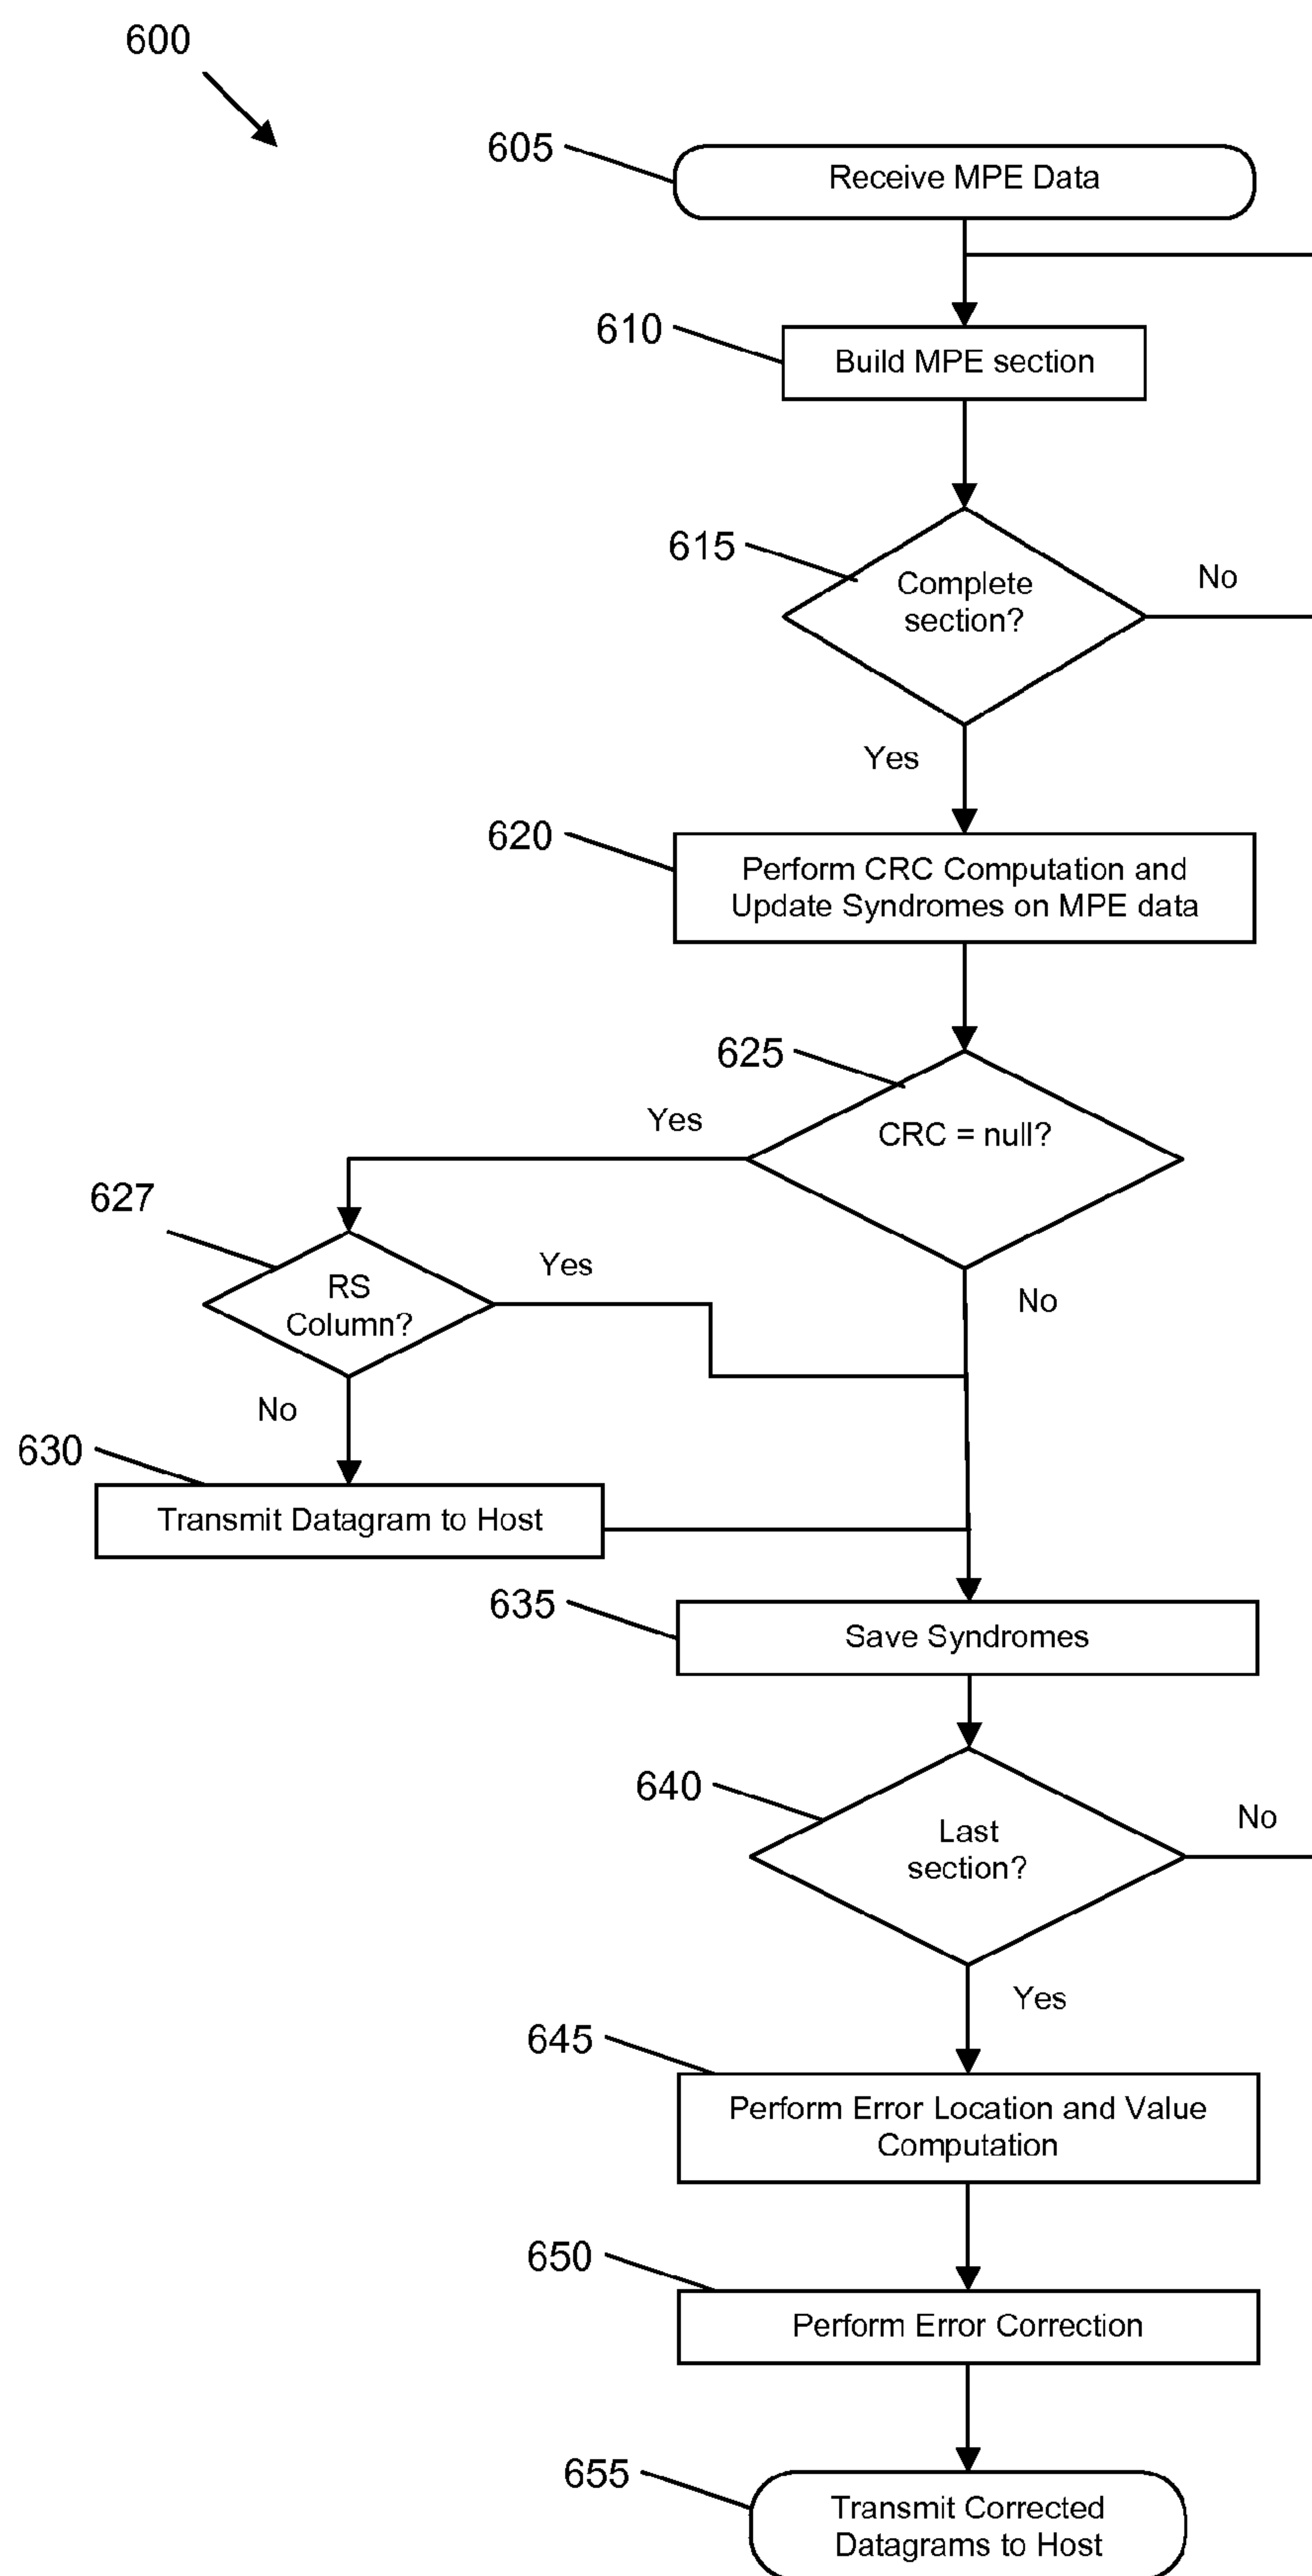 600
605
Receive MPE Data
610
Build MPE section
615
Complete
section?
No
Yes
620
Perform CRC Computation and
Update Syndromes on MPE data
625
CRC = null?
Yes
No
627
RS
Column?
Yes
No
630
Transmit Datagram to Host
635
Save Syndromes
640
Last
section?
No
Yes
645
Perform Error Location and Value
Computation
650
Perform Error Correction
655
Transmit Corrected
Datagrams to Host